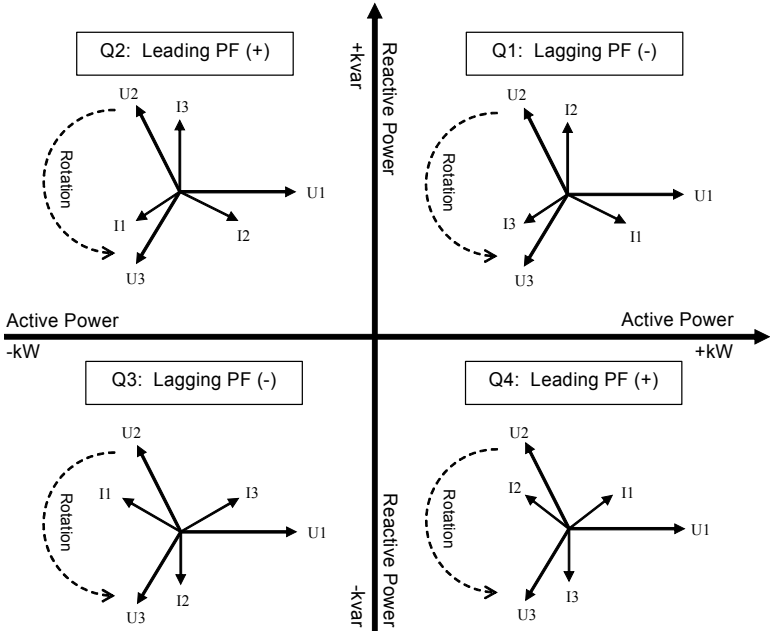 Q2: Leading PF (+)
U2
I3
Rotation
U1
I1
I2
U3
+kvar
Reactive Power
Q1: Lagging PF (-)
U2
I2
Rotation
U1
I3
I1
U3
Active Power
-kW
Active Power
+kW
Q3: Lagging PF (-)
U2
I1
I3
Rotation
U1
I2
U3
Reactive Power
-kvar
Q4: Leading PF (+)
U2
I2
I1
Rotation
U1
I3
U3